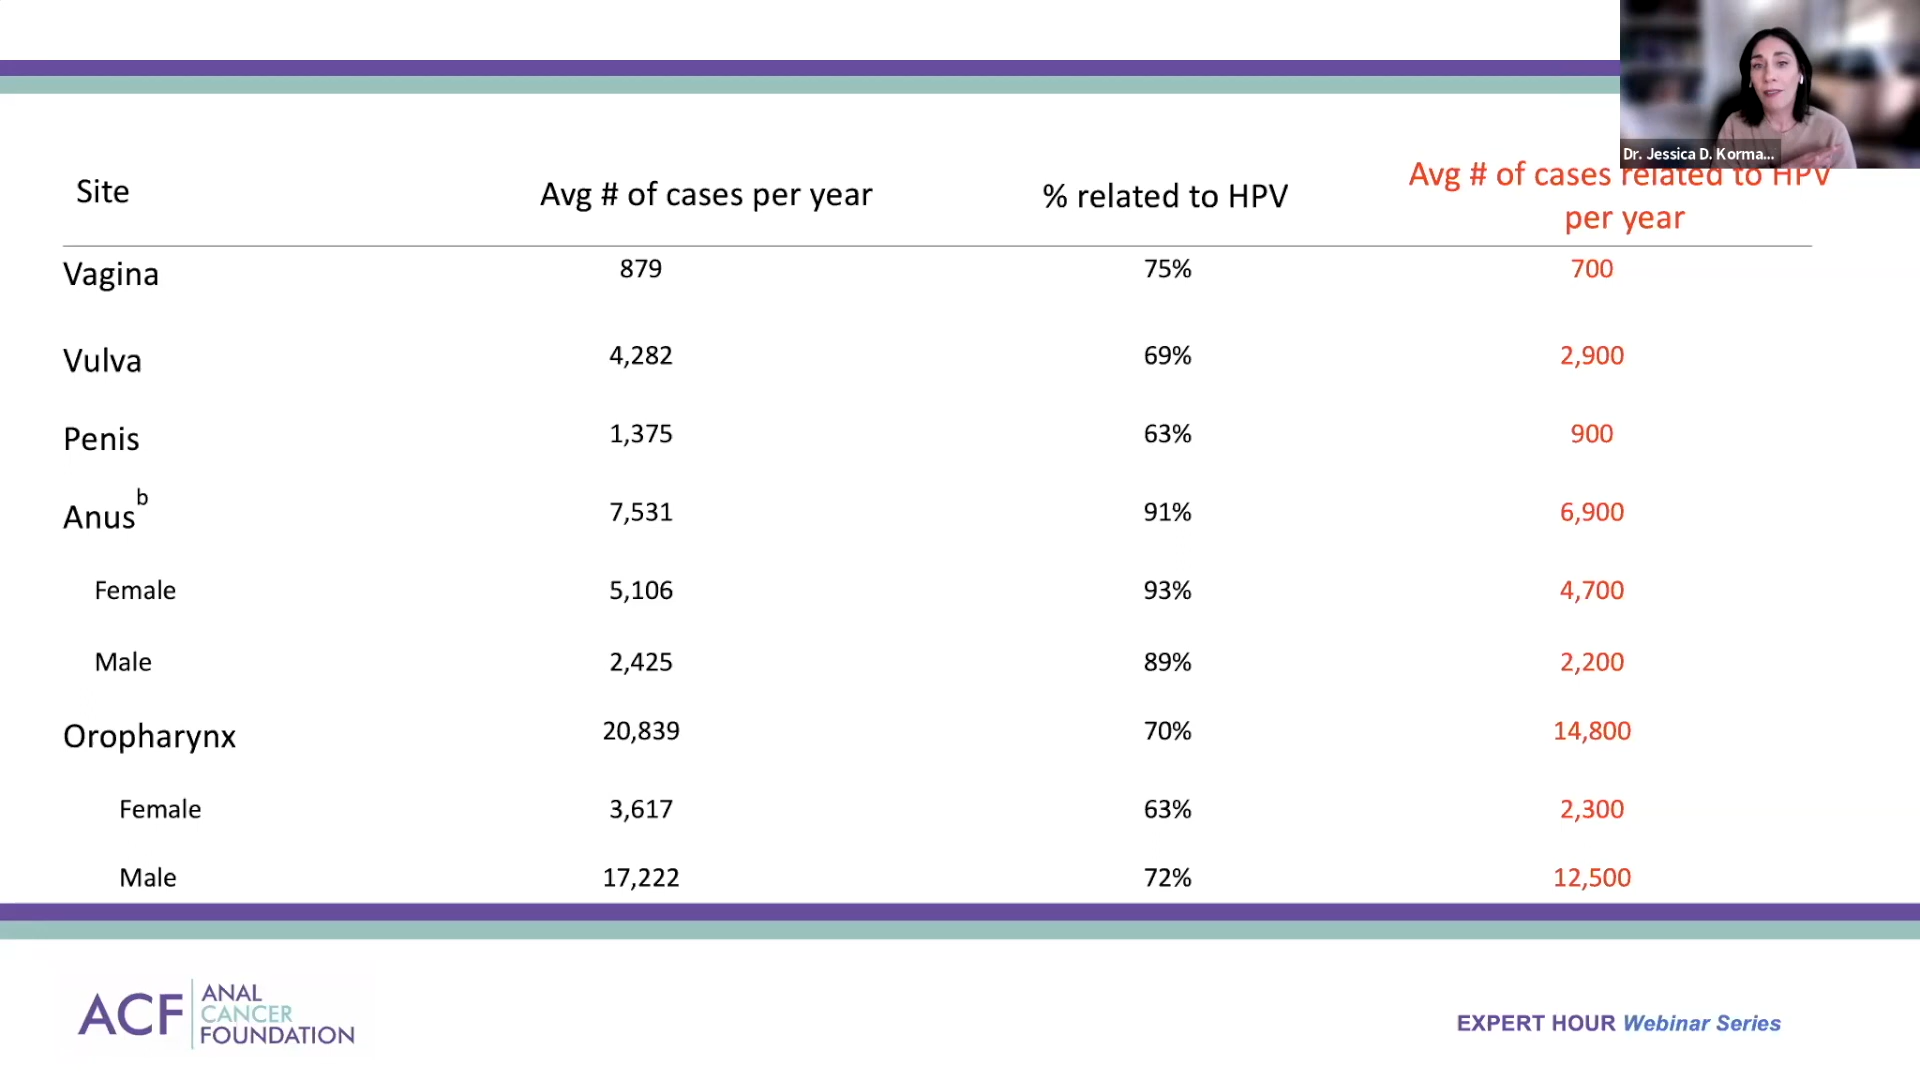 Dr. Jessica D. Korma...
Site Avg # of cases per year % related to HPV Avg # of cases related to HPV
per year
Vagina 879 75% 700
Vulva 4,282 69% 2,900
Penis 1,375 63% 900
Anus b 7,531 91% 6,900
Female 5,106 93% 4,700
Male 2,425 89% 2,200
Oropharynx 20,839 70% 14,800
Female 3,617 63% 2,300
Male 17,222 72% 12,500
ACF ANAL
CANCER
FOUNDATION
EXPERT HOUR Webinar Series